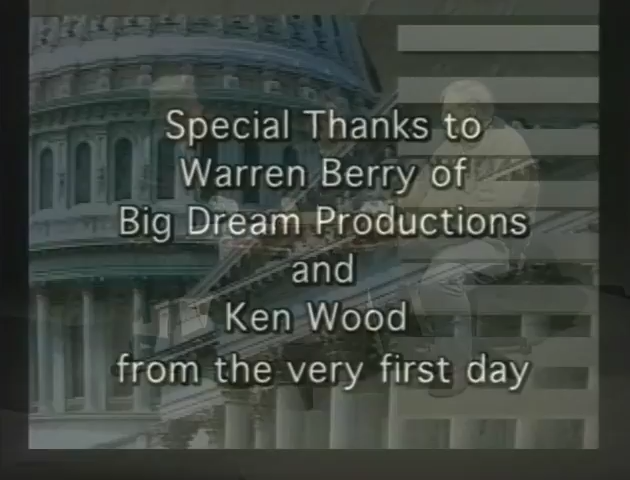 Special Thanks to
Warren Berry of
Big Dream Productions
and
Ken Wood
from the very first day